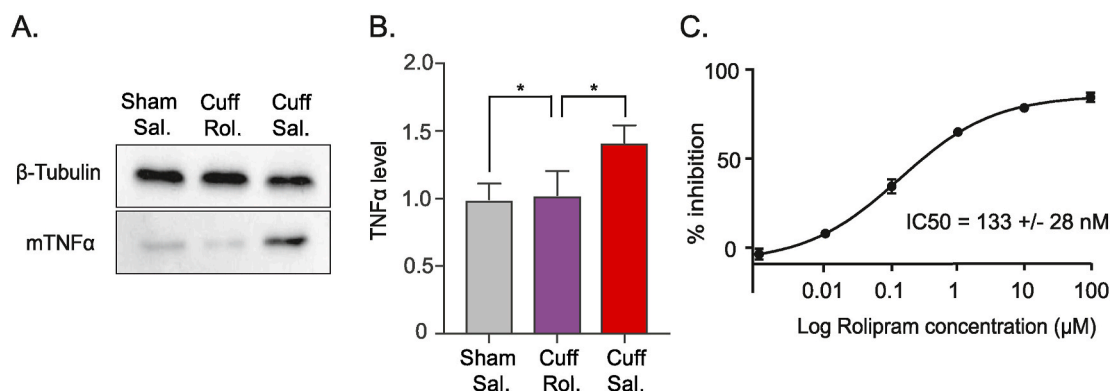 A.
Sham Cuff Cuff
Sal. Rol. Sal.
β-Tubulin
mTNFα
B.
TNFα level
2.0
1.5
1.0
0.5
0
* *
Sham Cuff Cuff
Sal. Rol. Sal.
C.
% inhibition
100
50
0
IC50 = 133 +/- 28 nM
0.01 0.1 1 10 100
Log Rolipram concentration (µM)